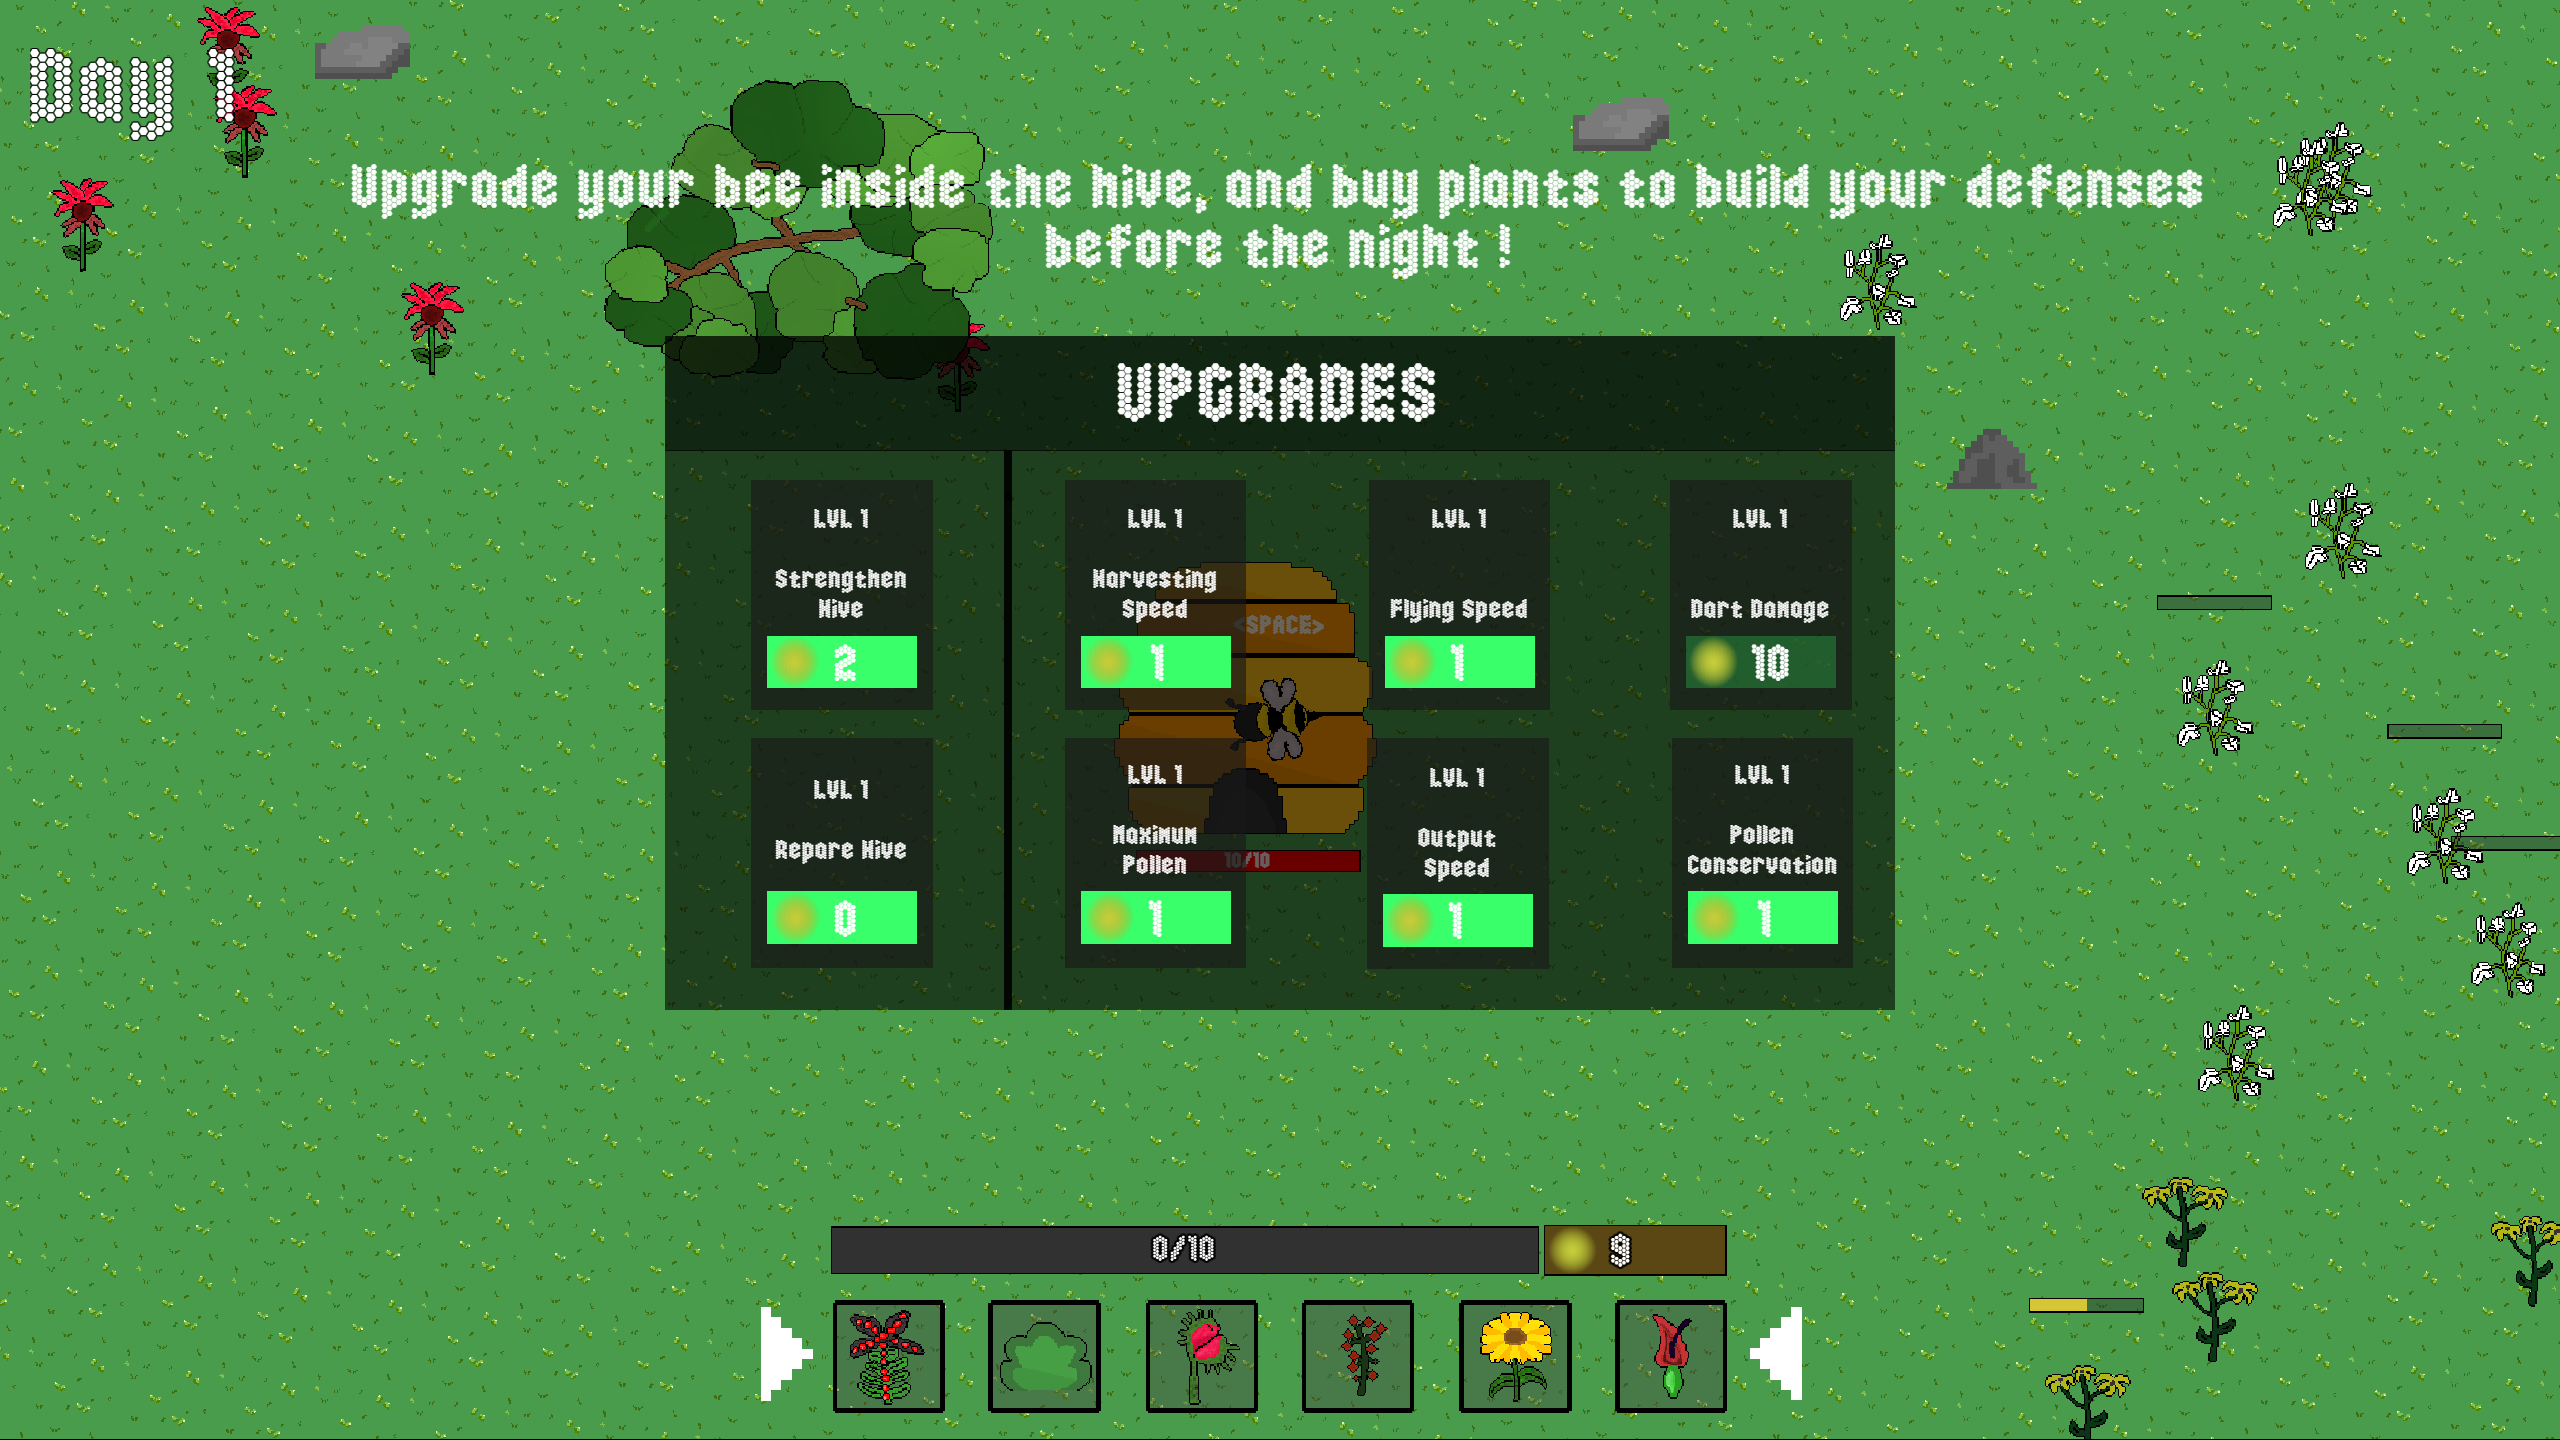 Day 1
Upgrade your bee inside the hive, and buy plants to build your defenses
before the night !
UPGRADES
LVL 1
Strengthen
Hive
2
LVL 1
Harvesting
Speed
1
LVL 1
Flying Speed
1
LVL 1
Dart Damage
10
<SPACE>
LVL 1
Repare Hive
0
LVL 1
Maximum
Pollen
1
LVL 1
Output
Speed
1
LVL 1
Pollen
Conservation
1
10/10
0/10
9